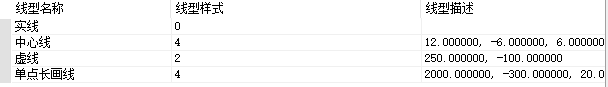 线型名称 线型样式 线型描述
实线 0
中心线 4 12.000000, -6.000000, 6.000000
虚线 2 250.000000, -100.000000
单点长画线 4 2000.000000, -300.000000, 20.0